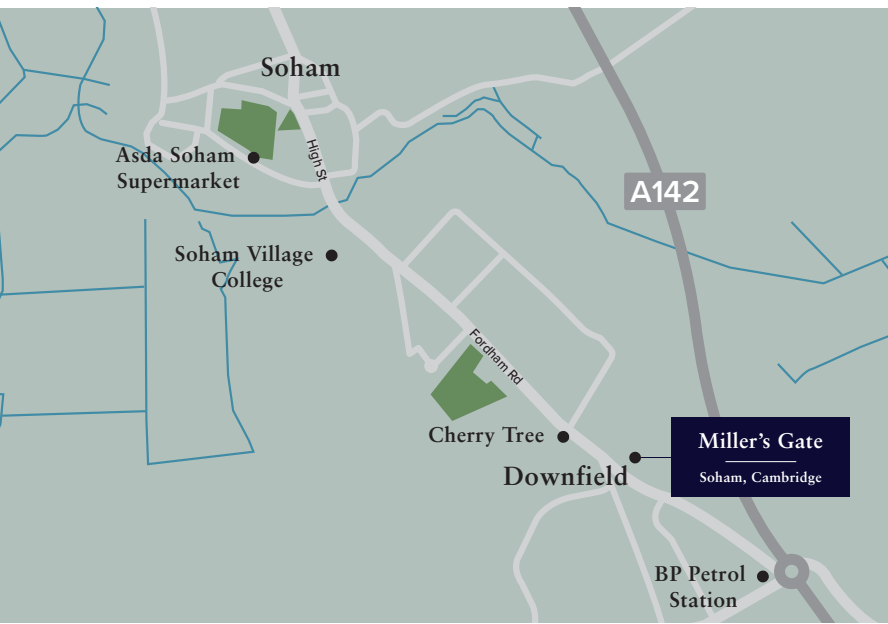 Soham
High St
Asda Soham
Supermarket
A142
Soham Village
College
Fordham Rd
Cherry Tree
Miller’s Gate
Soham, Cambridge
Downfield
BP Petrol
Station